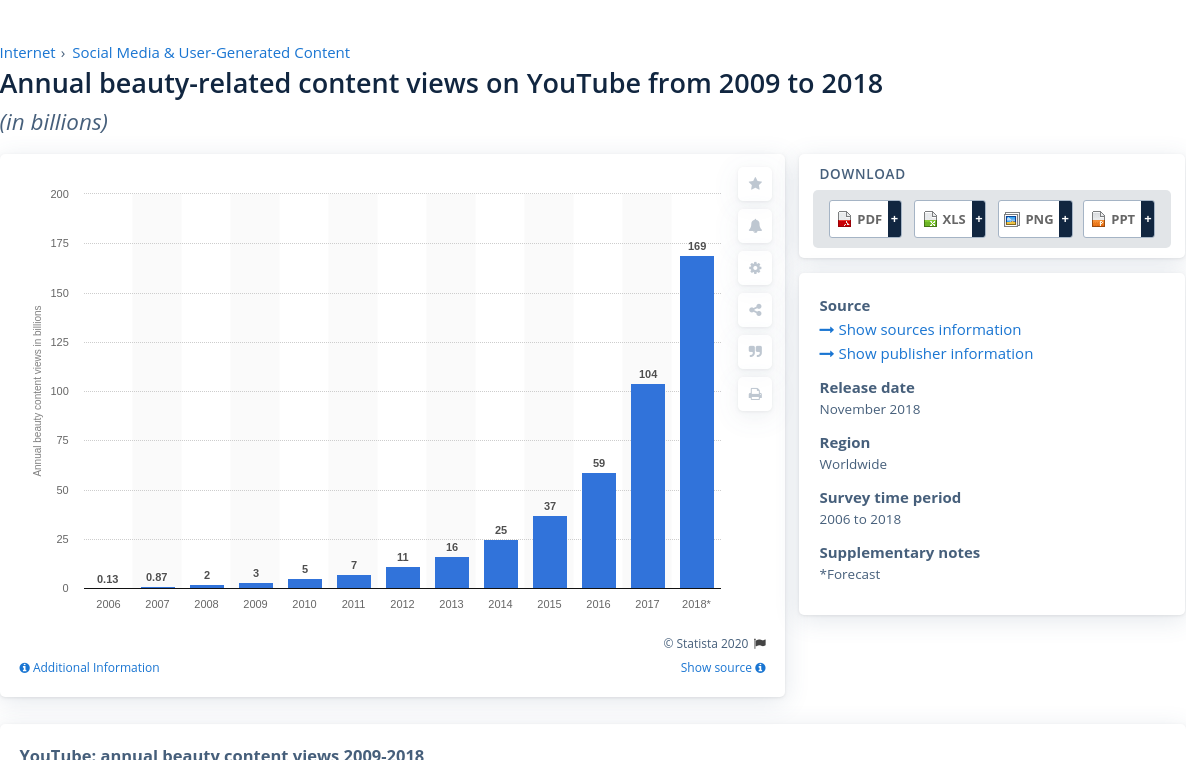 Internet › Social Media & User-Generated Content
Annual beauty-related content views on YouTube from 2009 to 2018
(in billions)
Annual beauty content views in billions
200
175
150
125
100
75
50
25
0
0.13
0.87
2
3
5
7
11
16
25
37
59
104
169
2006 2007 2008 2009 2010 2011 2012 2013 2014 2015 2016 2017 2018*
© Statista 2020
Additional Information
Show source
DOWNLOAD
PDF + XLS + PNG + PPT +
Source
Show sources information
Show publisher information
Release date
November 2018
Region
Worldwide
Survey time period
2006 to 2018
Supplementary notes
*Forecast
YouTube: annual beauty content views 2009-2018